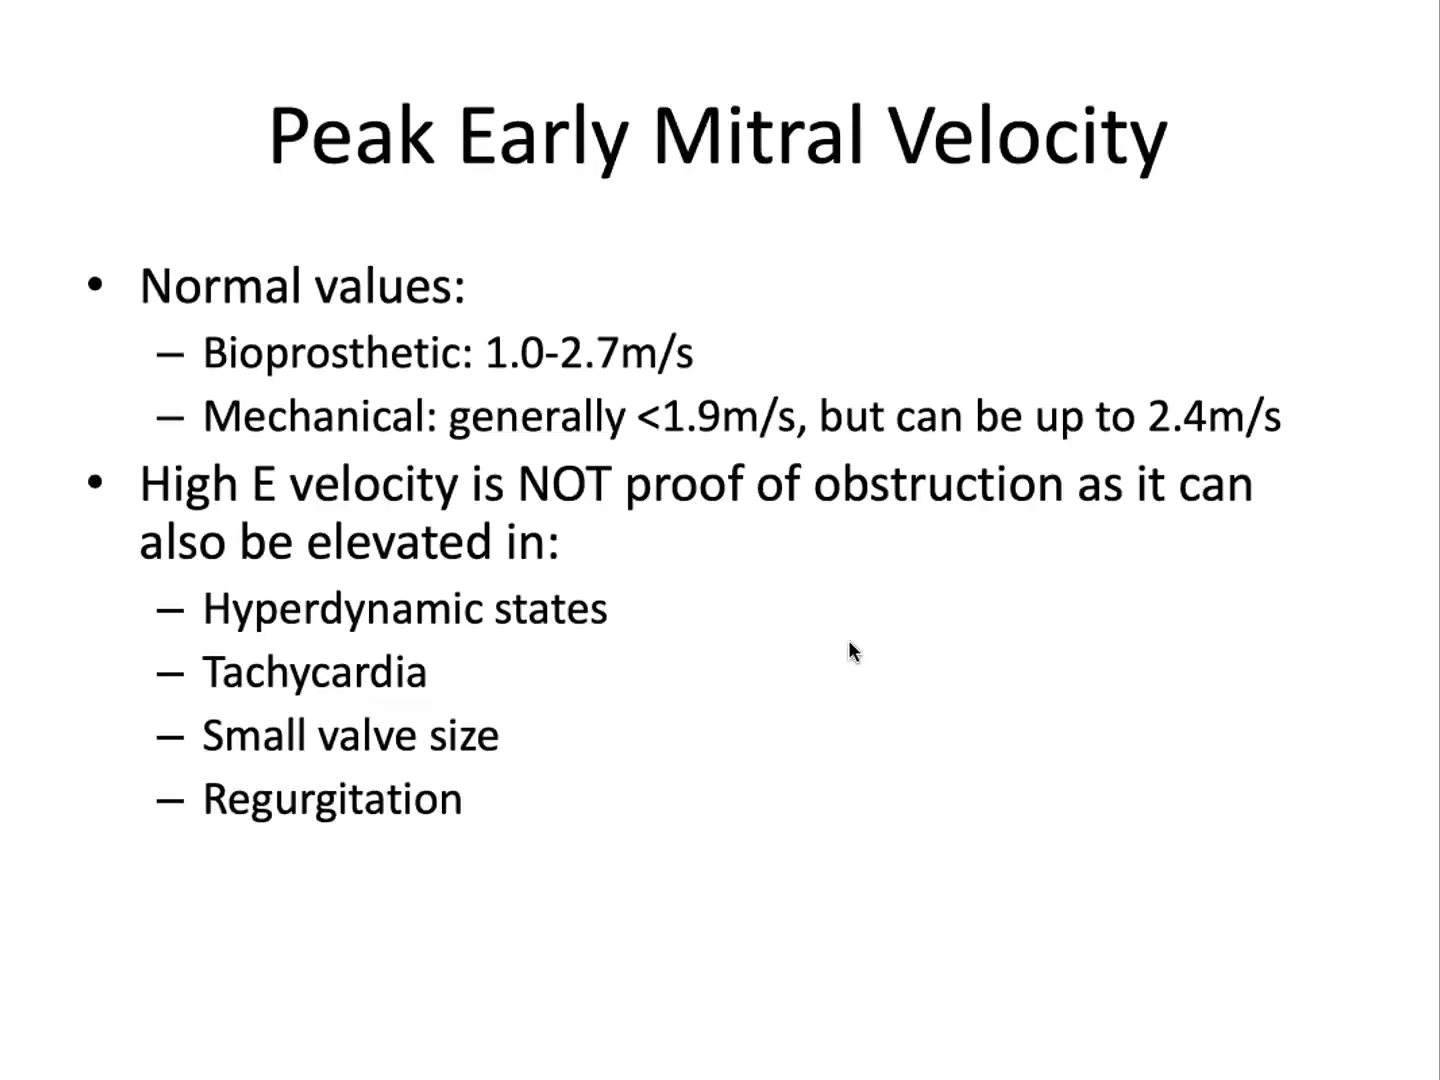 Peak Early Mitral Velocity
• Normal values:
– Bioprosthetic: 1.0-2.7m/s
– Mechanical: generally <1.9m/s, but can be up to 2.4m/s
• High E velocity is NOT proof of obstruction as it can
also be elevated in:
– Hyperdynamic states
– Tachycardia
– Small valve size
– Regurgitation